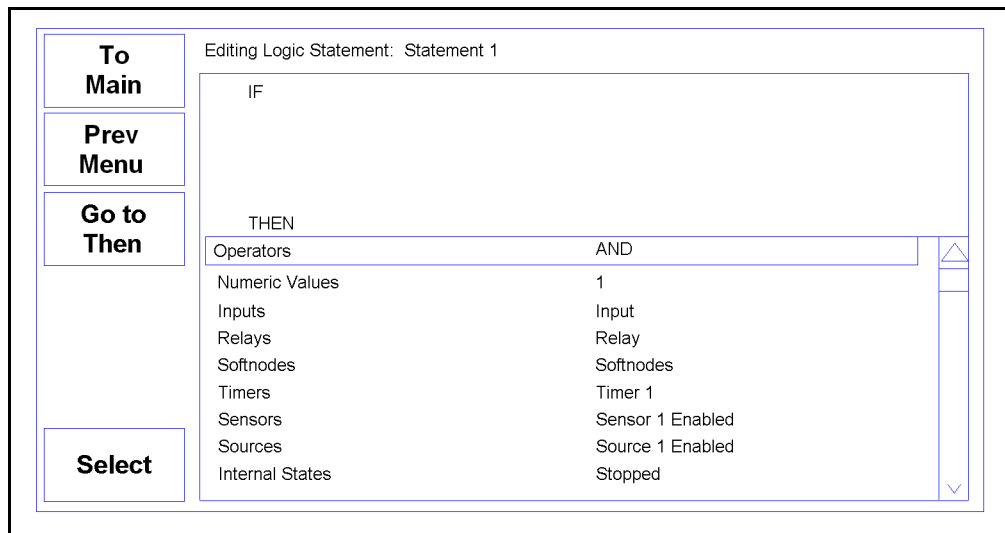 To
Main
Prev
Menu
Go to
Then
Select
Editing Logic Statement: Statement 1
IF
THEN
Operators AND
Numeric Values 1
Inputs Input
Relays Relay
Softnodes Softnodes
Timers Timer 1
Sensors Sensor 1 Enabled
Sources Source 1 Enabled
Internal States Stopped